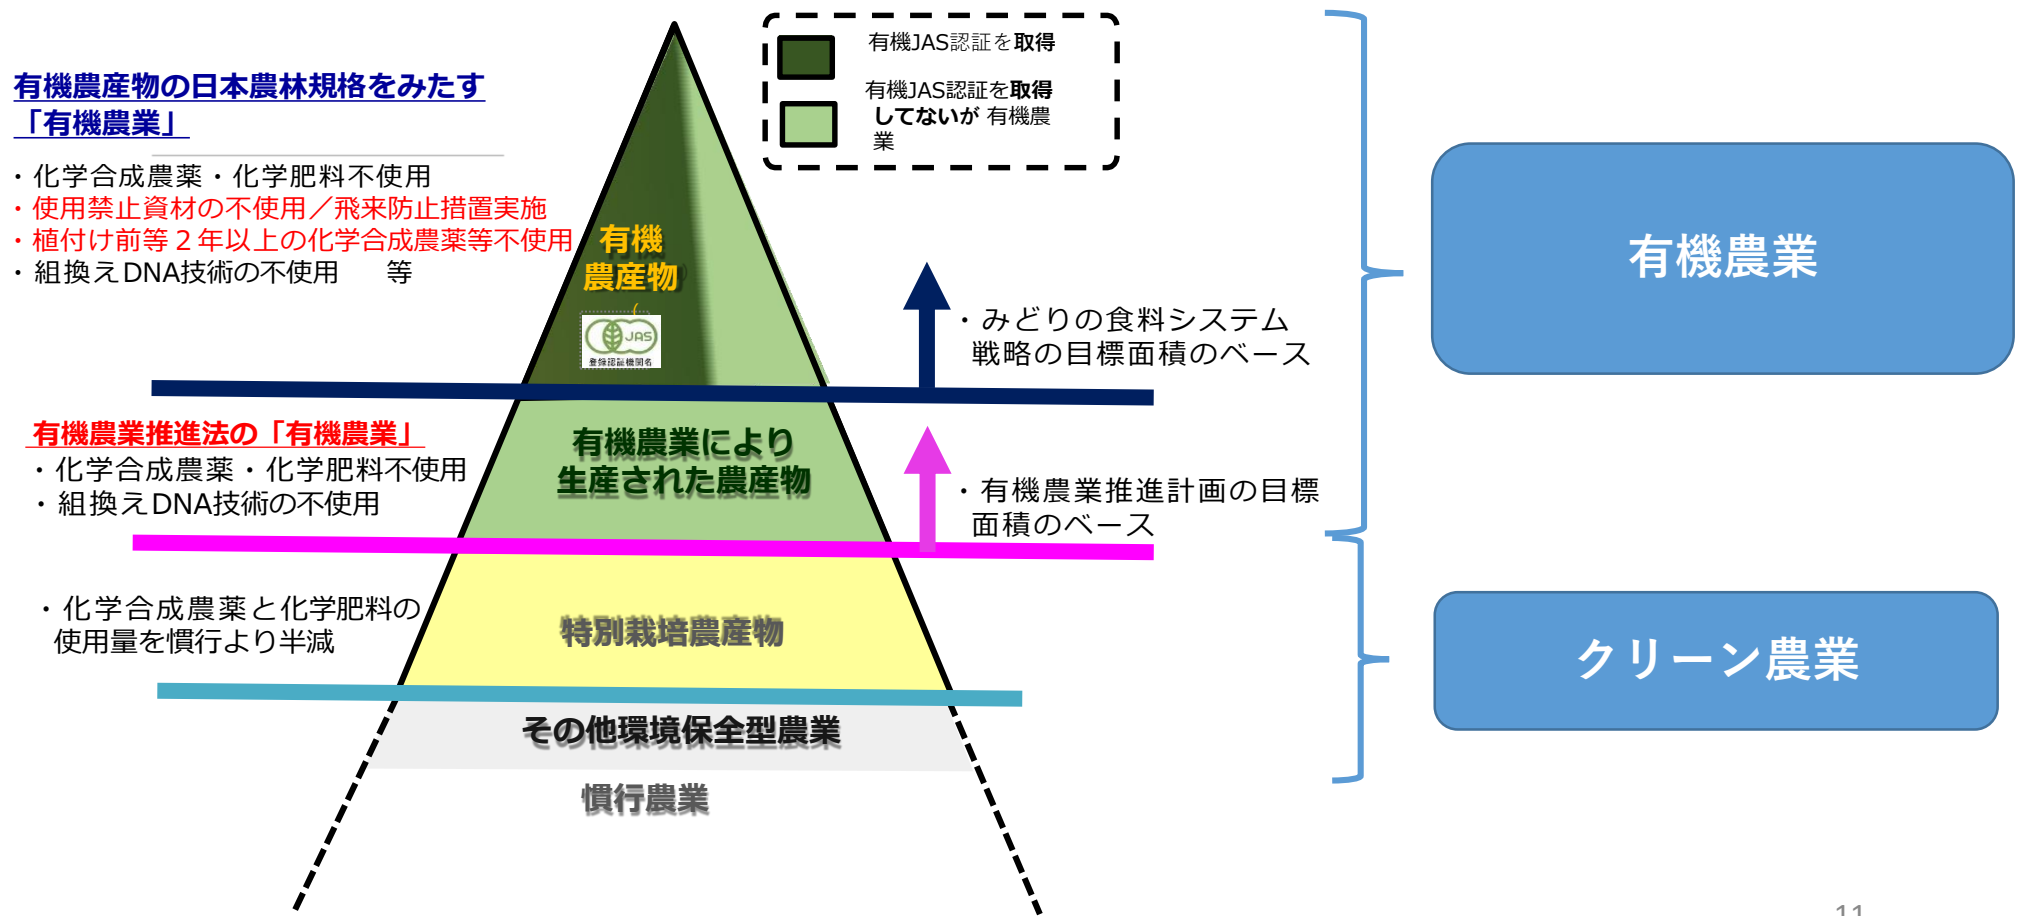 有機農産物の日本農林規格をみたす
「有機農業」
・化学合成農薬・化学肥料不使用
・使用禁止資材の不使用／飛来防止措置実施
・植付け前等２年以上の化学合成農薬等不使用
・組換えDNA技術の不使用　等
有機JAS認証を取得
有機JAS認証を取得
してないが 有機農
業
有機
農産物
JAS
登録認証機関名
・みどりの食料システム
戦略の目標面積のベース
有機農業
有機農業推進法の「有機農業」
・化学合成農薬・化学肥料不使用
・組換えDNA技術の不使用
有機農業により
生産された農産物
・有機農業推進計画の目標
面積のベース
・化学合成農薬と化学肥料の
使用量を慣行より半減
特別栽培農産物
クリーン農業
その他環境保全型農業
慣行農業
11